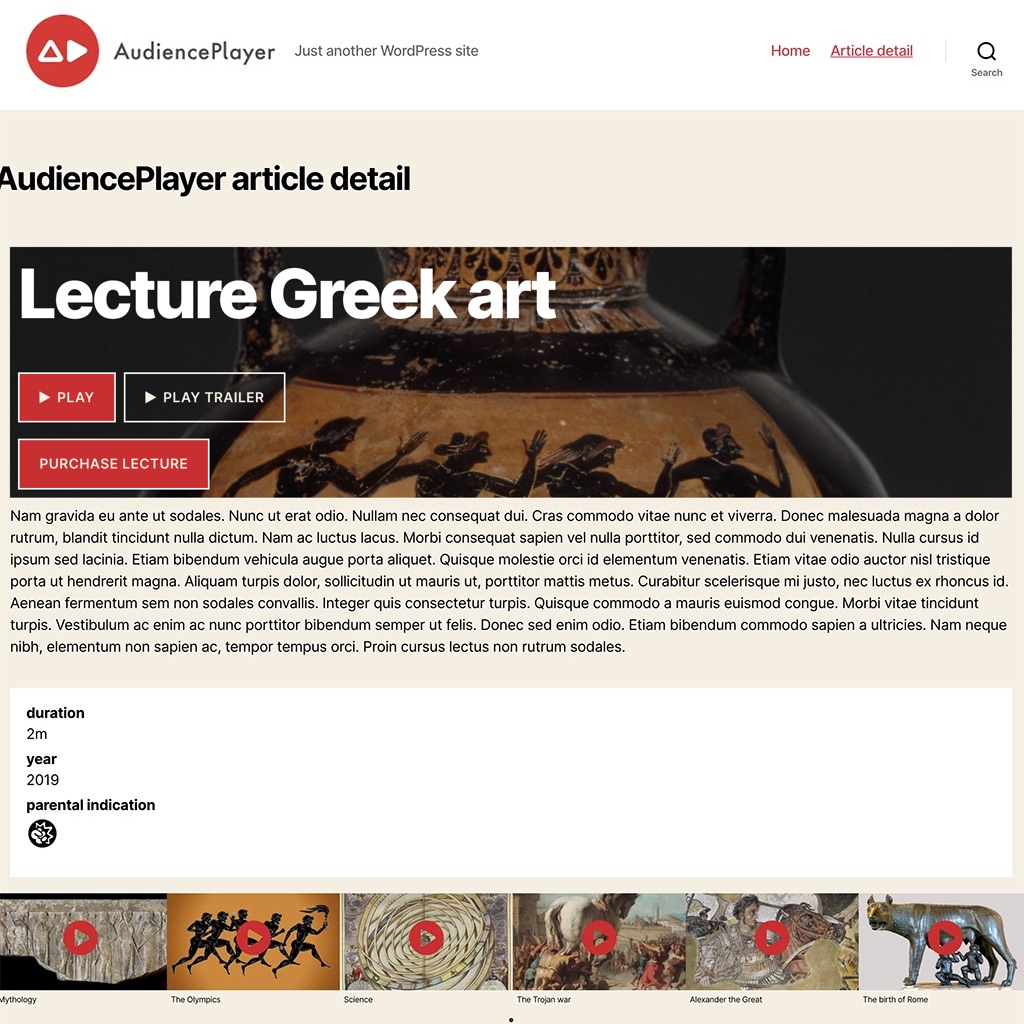 AudiencePlayer
Just another WordPress site
Home
Article detail
Search
AudiencePlayer article detail
Lecture Greek art
PLAY
PLAY TRAILER
PURCHASE LECTURE
Nam gravida eu ante ut sodales. Nunc ut erat odio. Nullam nec consequat dui. Cras commodo vitae nunc et viverra. Donec malesuada magna a dolor
rutrum, blandit tincidunt nulla dictum. Nam ac luctus lacus. Morbi consequat sapien vel nulla porttitor, sed commodo dui venenatis. Nulla cursus id
ipsum sed lacinia. Etiam bibendum vehicula augue porta aliquet. Quisque molestie orci id elementum venenatis. Etiam vitae odio auctor nisl tristique
porta ut hendrerit magna. Aliquam turpis dolor, sollicitudin ut mauris ut, porttitor mattis metus. Curabitur scelerisque mi justo, nec luctus ex rhoncus id.
Aenean fermentum sem non sodales convallis. Integer quis consectetur turpis. Quisque commodo a mauris euismod congue. Morbi vitae tincidunt
turpis. Vestibulum ac enim ac nunc porttitor bibendum semper ut felis. Donec sed enim odio. Etiam bibendum commodo sapien a ultricies. Nam neque
nibh, elementum non sapien ac, tempor tempus orci. Proin cursus lectus non rutrum sodales.
duration
2m
year
2019
parental indication
Mythology
The Olympics
Science
The Trojan war
Alexander the Great
The birth of Rome